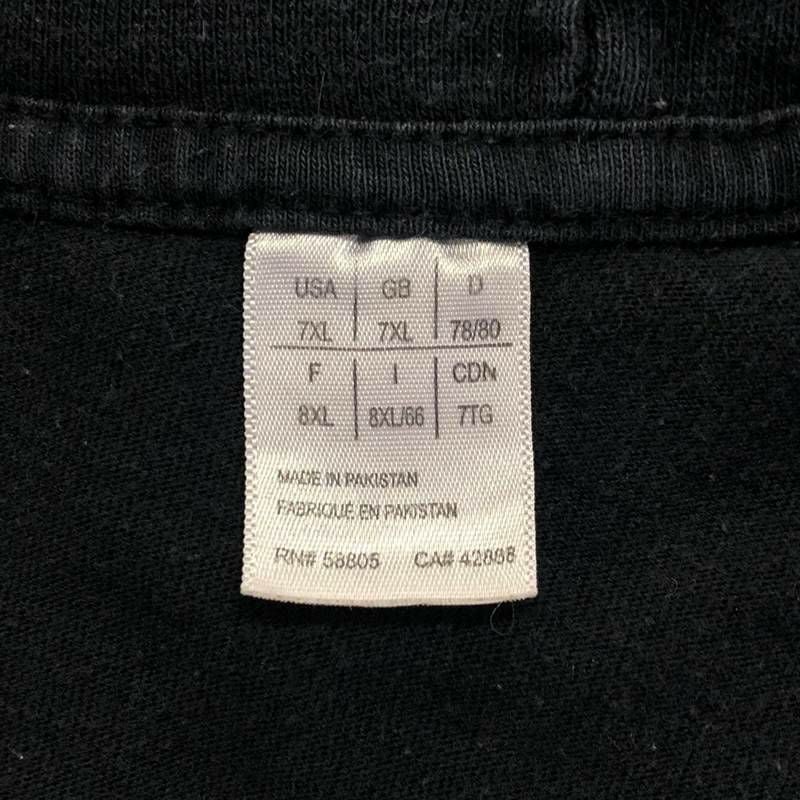 USA GB D
7XL 7XL 78/80
F I CDN
8XL 8XL/66 7TG
MADE IN PAKISTAN
FABRIQUÉ EN PAKISTAN
RN# 58805 CA# 42888